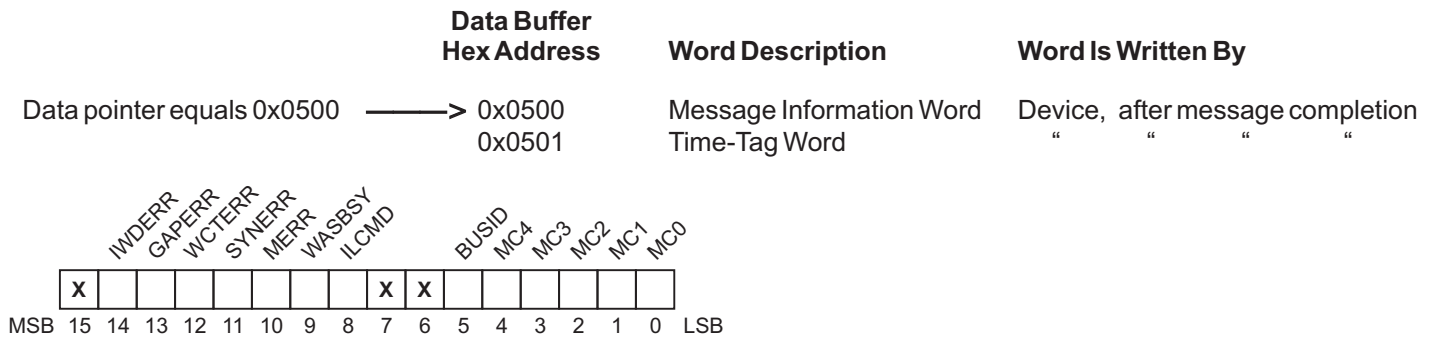 Data Buffer
Hex Address Word Description Word Is Written By
Data pointer equals 0x0500 ———> 0x0500 Message Information Word Device, after message completion
0x0501 Time-Tag Word “ “ “ “
IWDERR GAPERR WCTERR SYNERR MERR WASBSY ILCMD BUSID MC4 MC3 MC2 MC1 MC0
X X X
MSB 15 14 13 12 11 10 9 8 7 6 5 4 3 2 1 0 LSB